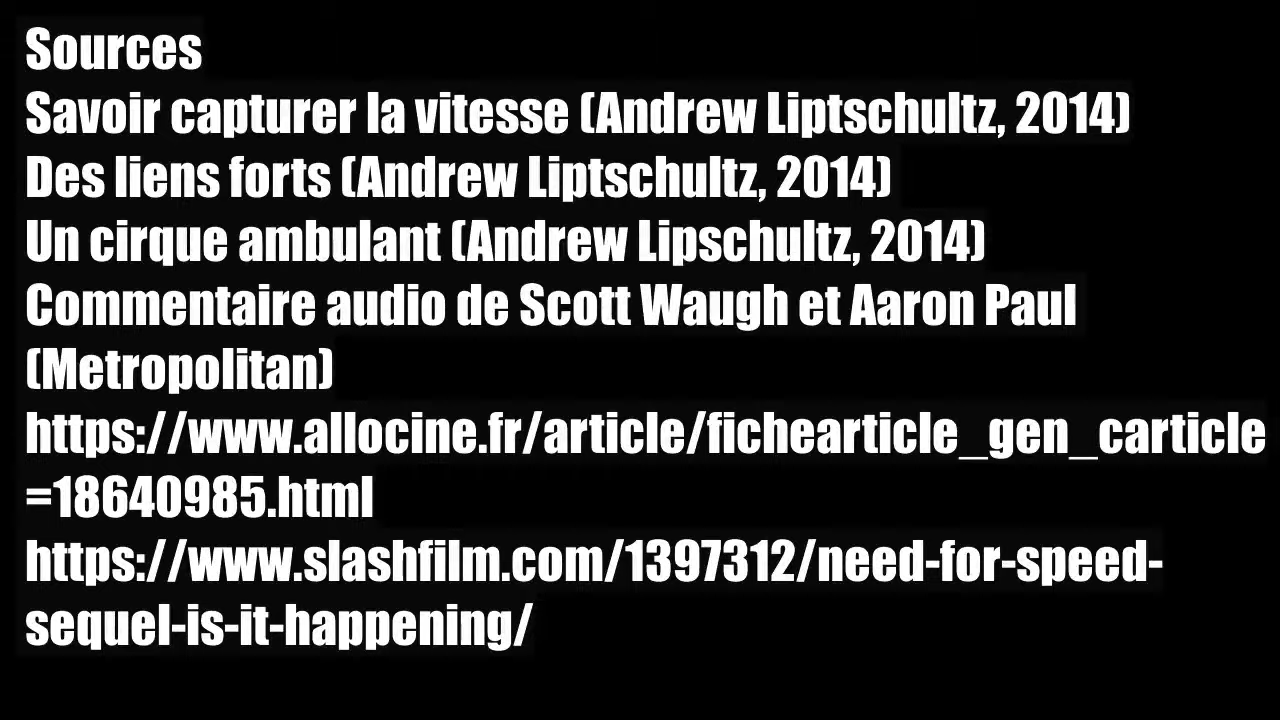 Sources
Savoir capturer la vitesse (Andrew Liptschultz, 2014)
Des liens forts (Andrew Liptschultz, 2014)
Un cirque ambulant (Andrew Lipschultz, 2014)
Commentaire audio de Scott Waugh et Aaron Paul
(Metropolitan)
https://www.allocine.fr/article/fichearticle_gen_carticle
=18640985.html
https://www.slashfilm.com/1397312/need-for-speed-
sequel-is-it-happening/